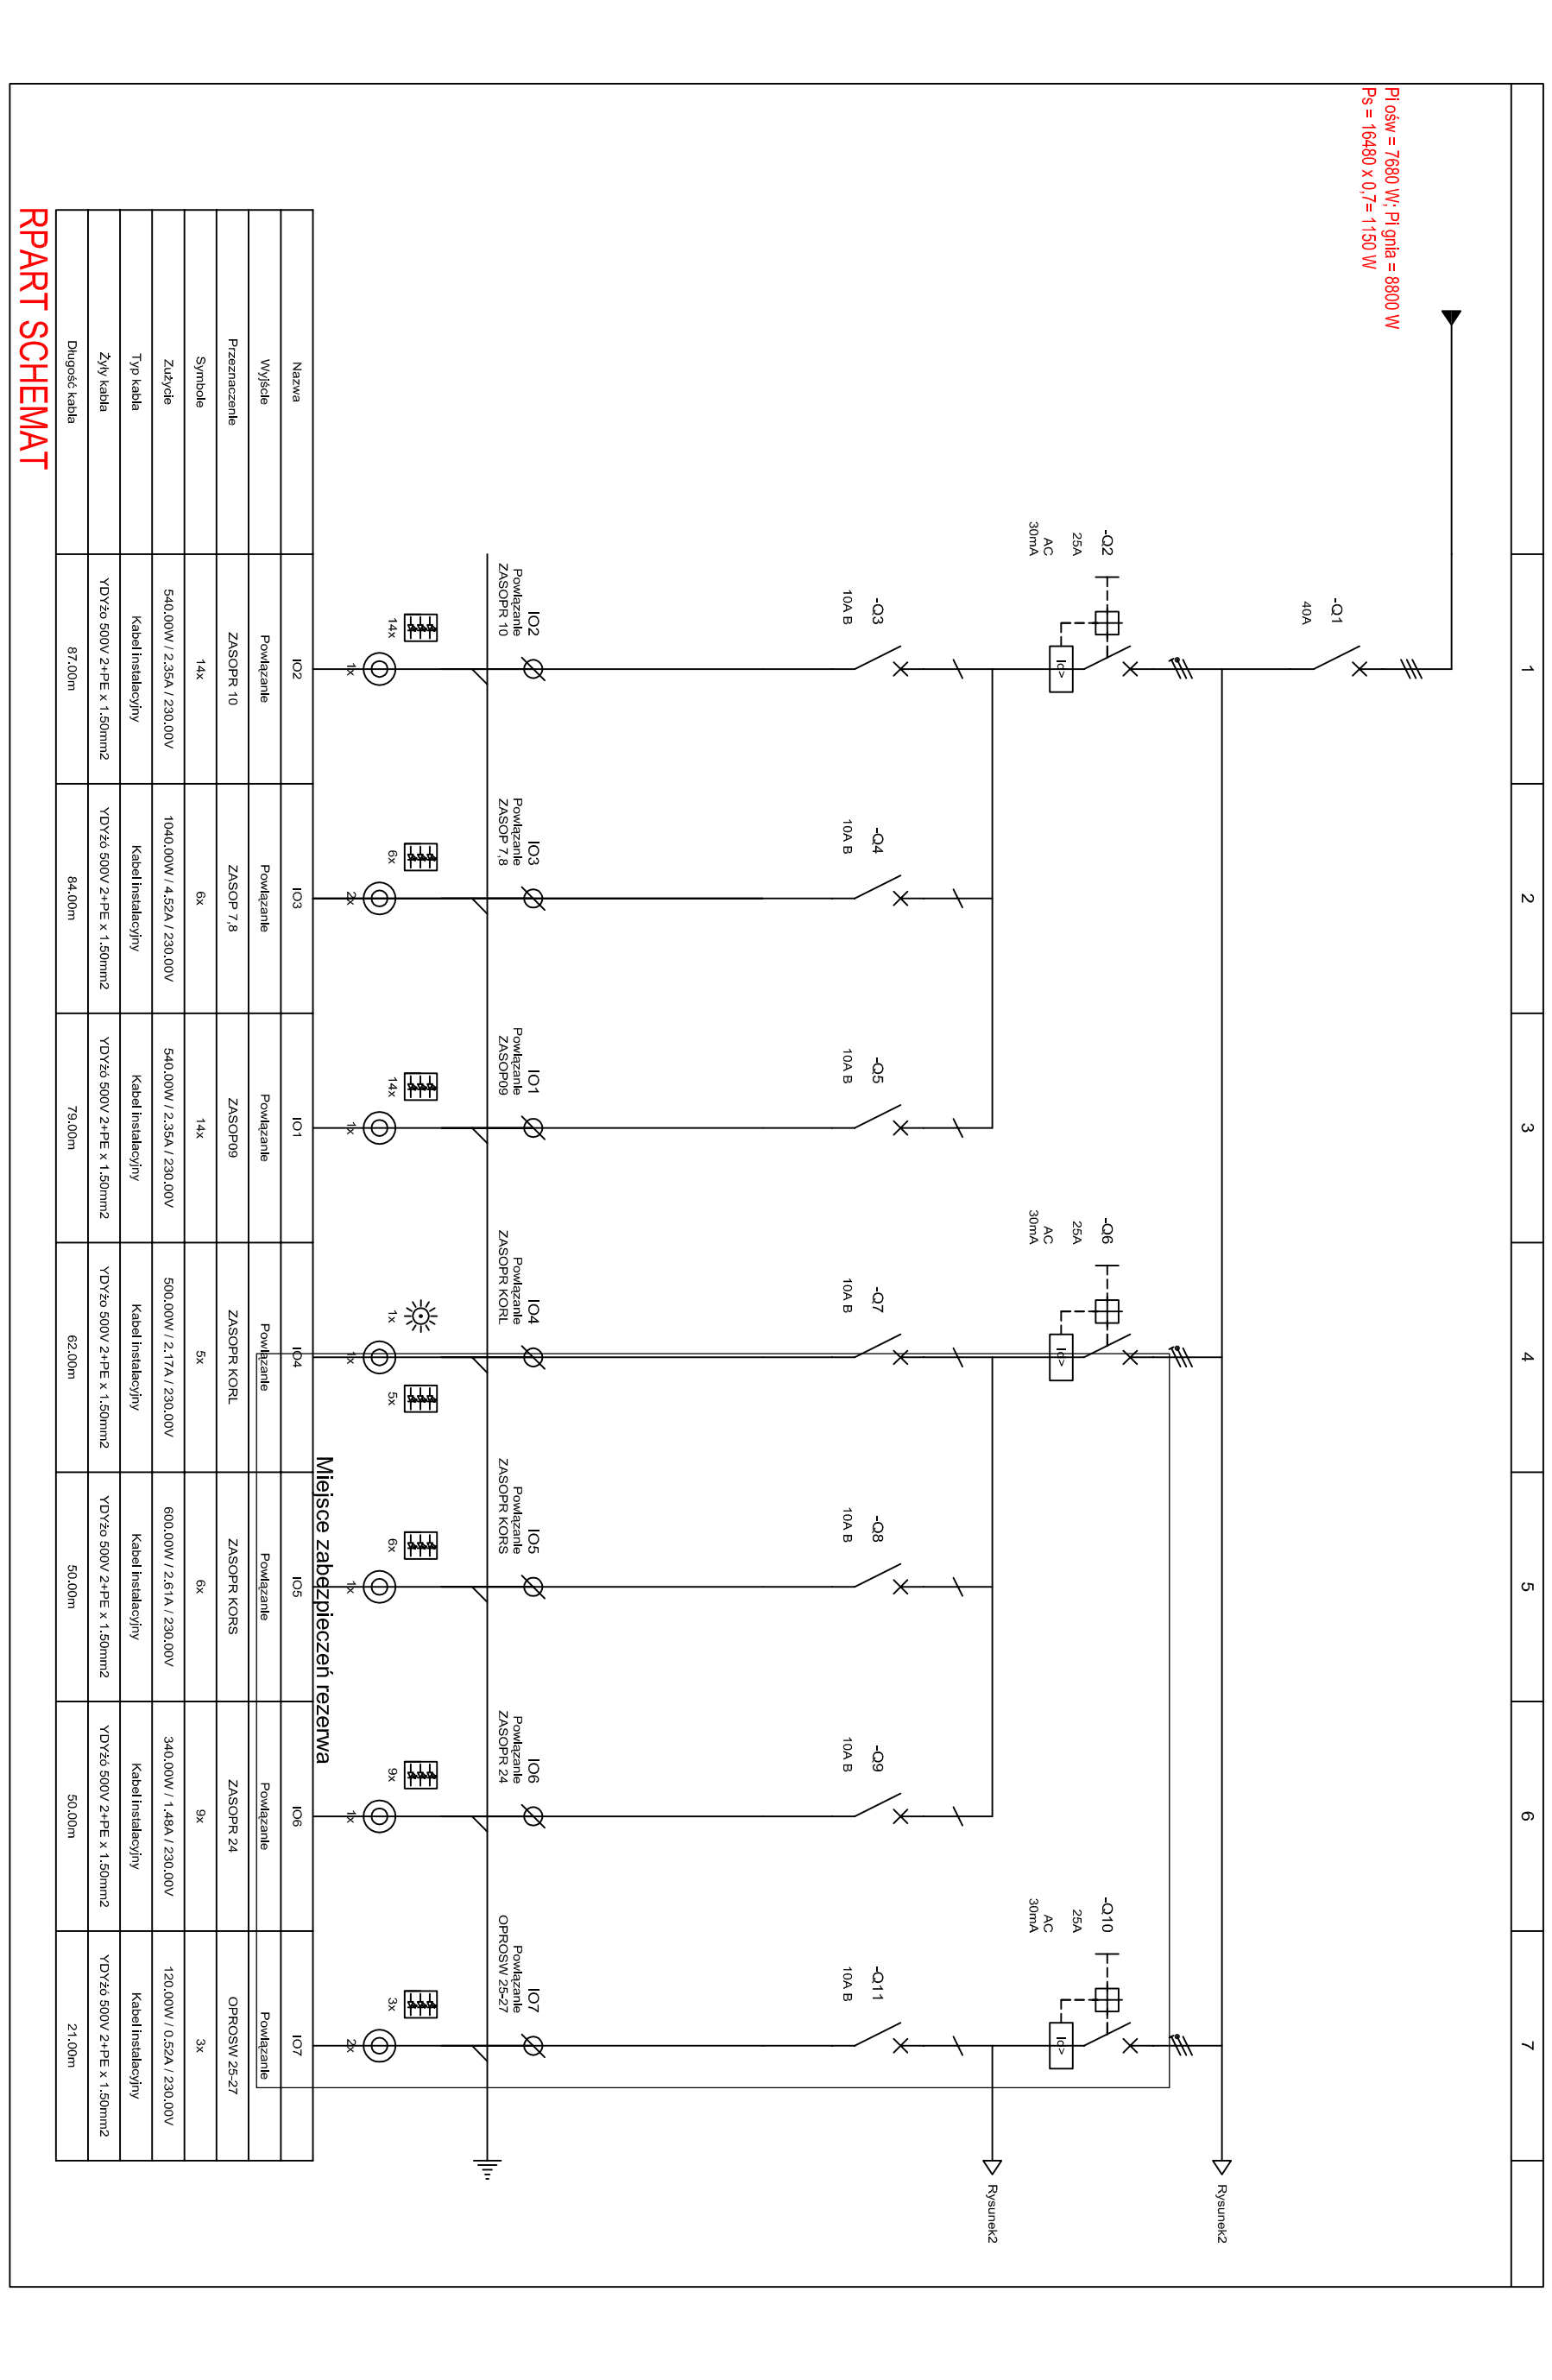 1 2 3 4 5 6 7
Pi ośw = 7680 W; Pi gnia = 8800 W
Ps = 16480 x 0,7= 1150 W
-Q1
40A
Rysunek2
-Q2
25A
AC
30mA
-Q6
25A
AC
30mA
-Q10
25A
AC
30mA
Id>
Id>
Id>
Rysunek2
-Q3
10A B
-Q4
10A B
-Q5
10A B
-Q7
10A B
-Q8
10A B
-Q9
10A B
-Q11
10A B
IO2
Powiązanie
ZASOPR 10
IO3
Powiązanie
ZASOP 7,8
IO1
Powiązanie
ZASOP09
IO4
Powiązanie
ZASOPR KORL
IO5
Powiązanie
ZASOPR KORS
IO6
Powiązanie
ZASOPR 24
IO7
Powiązanie
OPROSW 25-27
14x 6x 14x 1x 5x 6x 9x 3x
1x 2x 1x 1x 1x 1x 2x
Miejsce zabezpieczeń rezerwa
Nazwa IO2 IO3 IO1 IO4 IO5 IO6 IO7
Wyjście Powiązanie Powiązanie Powiązanie Powiązanie Powiązanie Powiązanie Powiązanie
Przeznaczenie ZASOPR 10 ZASOP 7,8 ZASOP09 ZASOPR KORL ZASOPR KORS ZASOPR 24 OPROSW 25-27
Symbole 14x 6x 14x 5x 6x 9x 3x
Zużycie 540.00W / 2.35A / 230.00V 1040.00W / 4.52A / 230.00V 540.00W / 2.35A / 230.00V 500.00W / 2.17A / 230.00V 600.00W / 2.61A / 230.00V 340.00W / 1.48A / 230.00V 120.00W / 0.52A / 230.00V
Typ kabla Kabel instalacyjny Kabel instalacyjny Kabel instalacyjny Kabel instalacyjny Kabel instalacyjny Kabel instalacyjny Kabel instalacyjny
Żyły kabla YDYżo 500V 2+PE x 1.50mm2 YDYżó 500V 2+PE x 1.50mm2 YDYżó 500V 2+PE x 1.50mm2 YDYżo 500V 2+PE x 1.50mm2 YDYżo 500V 2+PE x 1.50mm2 YDYżó 500V 2+PE x 1.50mm2 YDYżó 500V 2+PE x 1.50mm2
Długość kabla 87.00m 84.00m 79.00m 62.00m 50.00m 50.00m 21.00m
RPART SCHEMAT